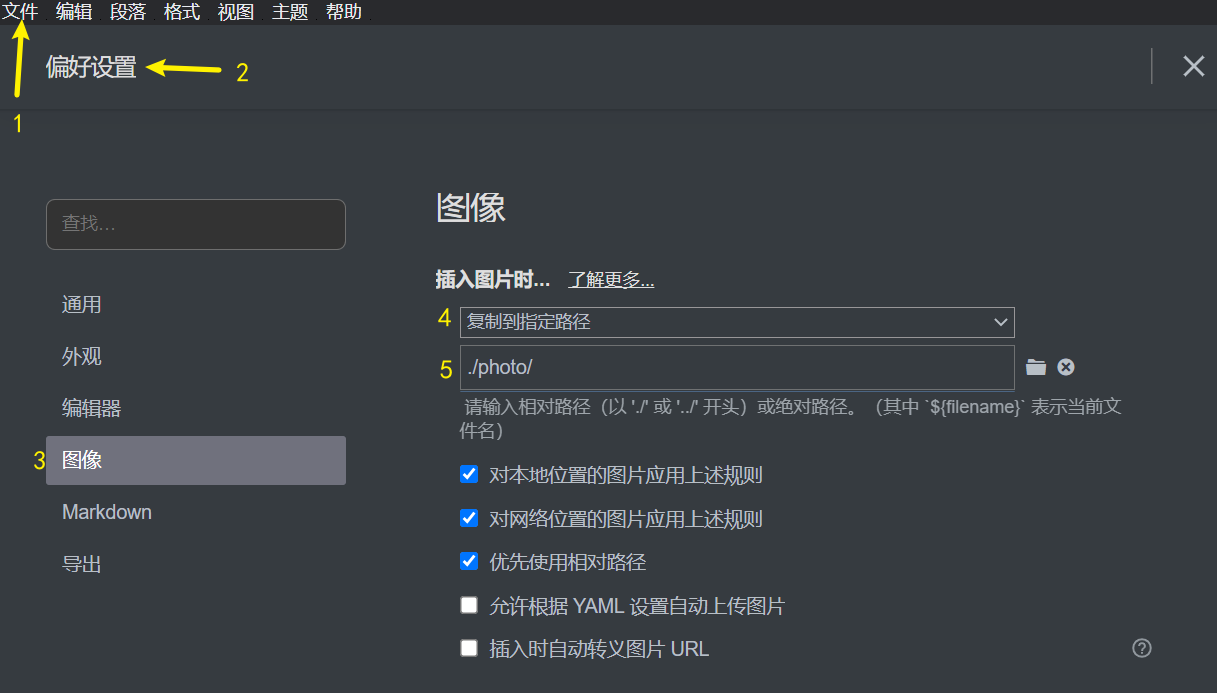 文件 编辑 段落 格式 视图 主题 帮助
偏好设置 2
1
查找...
通用
外观
编辑器
3 图像
Markdown
导出
图像
插入图片时... 了解更多...
4 复制到指定路径
5 ./photo/
请输入相对路径（以 './' 或 '../' 开头）或绝对路径。（其中 `${filename}` 表示当前文
件名）
对本地位置的图片应用上述规则
对网络位置的图片应用上述规则
优先使用相对路径
允许根据 YAML 设置自动上传图片
插入时自动转义图片 URL